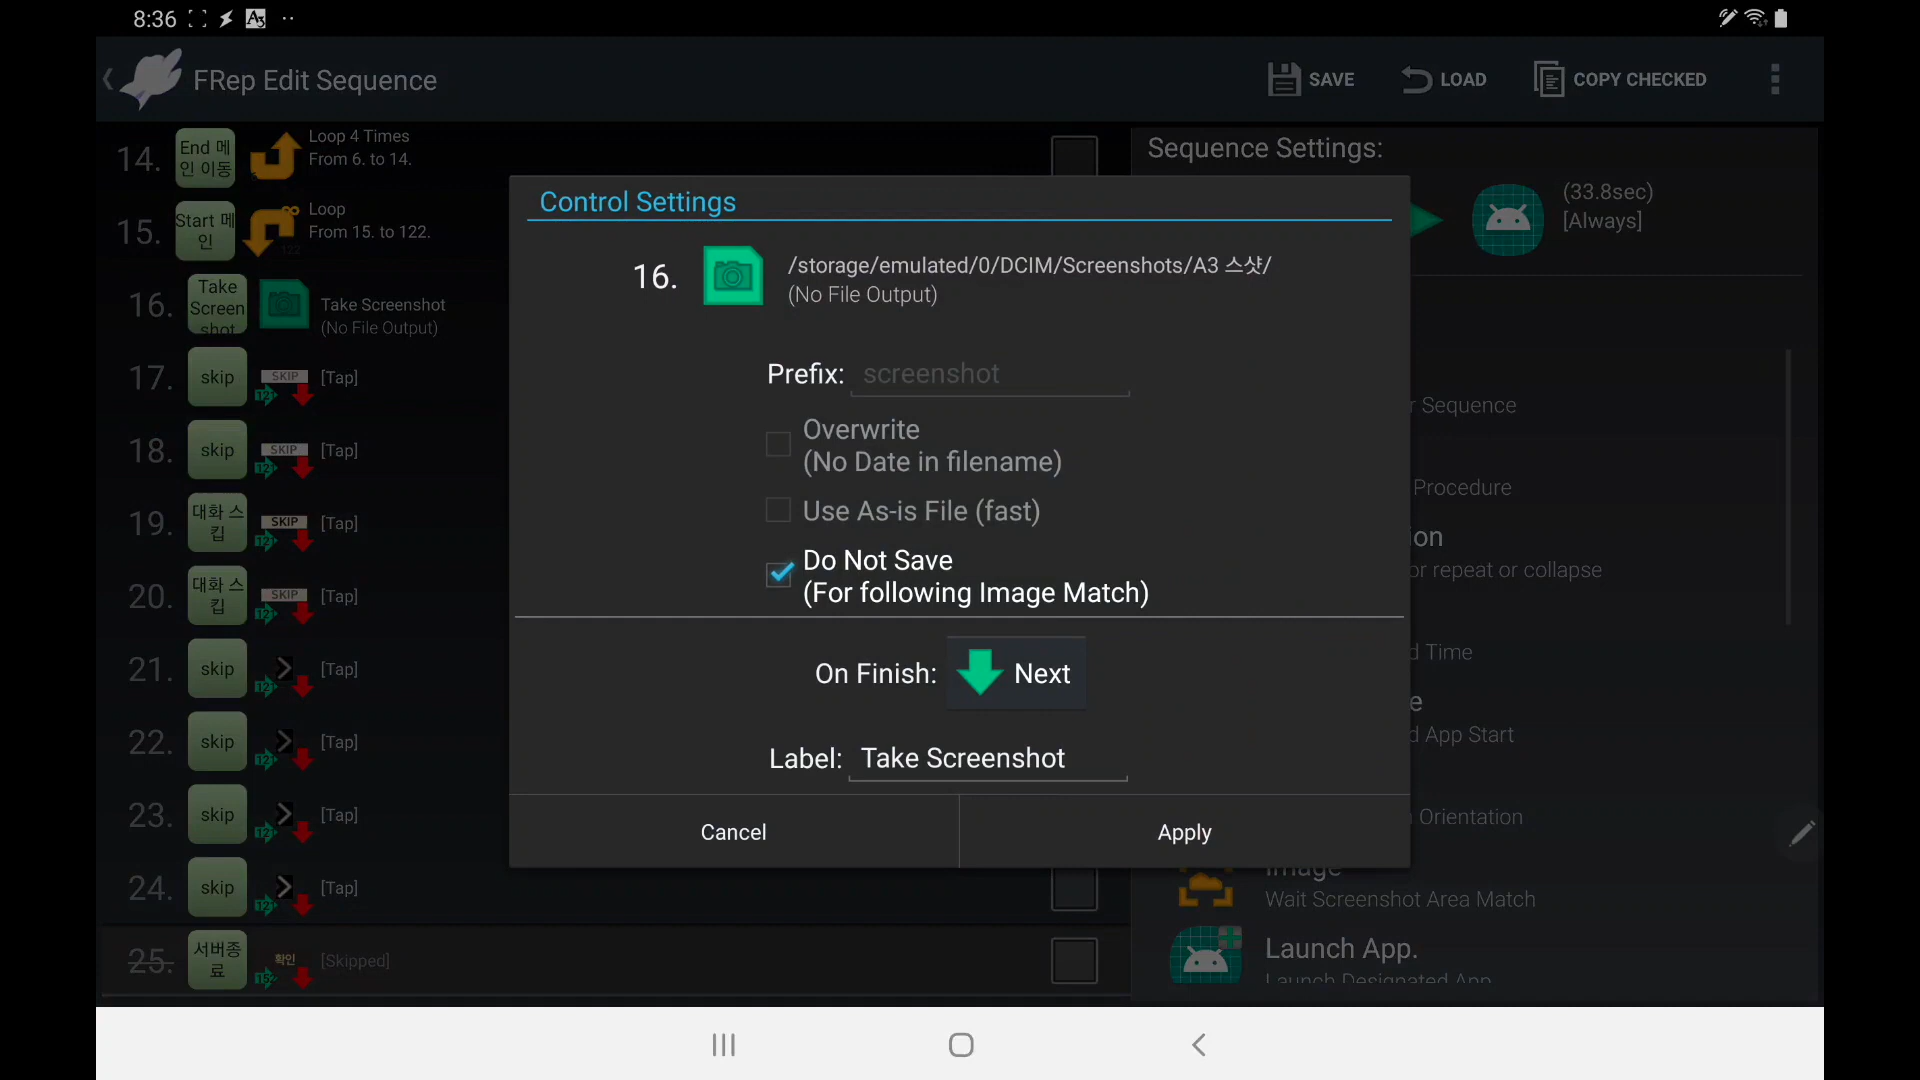 8:36
FRep Edit Sequence
SAVE
LOAD
COPY CHECKED
14.
End 메
인 이동
Loop 4 Times
From 6. to 14.
15.
Start 메
인
Loop
From 15. to 122.
16.
Take
Screen
shot
Take Screenshot
(No File Output)
17.
skip
SKIP
[Tap]
18.
skip
SKIP
[Tap]
19.
대화 스
킵
SKIP
[Tap]
20.
대화 스
킵
SKIP
[Tap]
21.
skip
[Tap]
22.
skip
[Tap]
23.
skip
[Tap]
24.
skip
[Tap]
25.
서버종
료
확인
[Skipped]
Control Settings
16.
/storage/emulated/0/DCIM/Screenshots/A3 스샷/
(No File Output)
Prefix: screenshot
Overwrite
(No Date in filename)
Use As-is File (fast)
Do Not Save
(For following Image Match)
On Finish: Next
Label: Take Screenshot
Cancel
Apply
Sequence Settings:
(33.8sec)
[Always]
Sequence
Procedure
or repeat or collapse
Time
App Start
Orientation
Image
Wait Screenshot Area Match
Launch App.
Launch Designated App